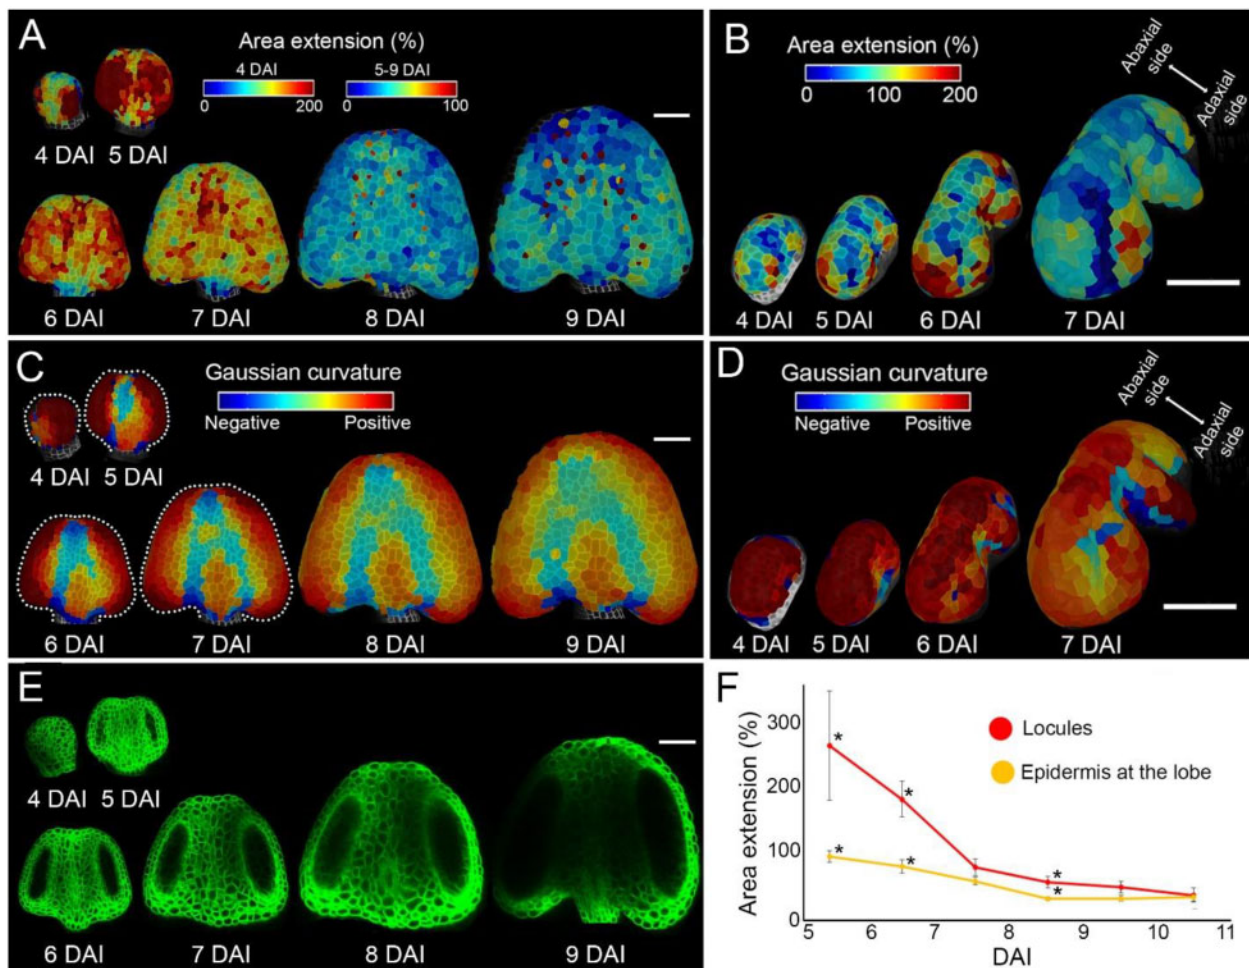 A
Area extension (%)
4 DAI
5-9 DAI
0
200
0
100
4 DAI
5 DAI
6 DAI
7 DAI
8 DAI
9 DAI
B
Area extension (%)
0
100
200
Abaxial
side
Adaxial
side
4 DAI
5 DAI
6 DAI
7 DAI
C
Gaussian curvature
Negative
Positive
4 DAI
5 DAI
6 DAI
7 DAI
8 DAI
9 DAI
D
Gaussian curvature
Negative
Positive
Abaxial
side
Adaxial
side
4 DAI
5 DAI
6 DAI
7 DAI
E
4 DAI
5 DAI
6 DAI
7 DAI
8 DAI
9 DAI
F
Area extension (%)
300
200
100
0
* * *
* * *
Locules
Epidermis at the lobe
5 6 7 8 9 10 11
DAI